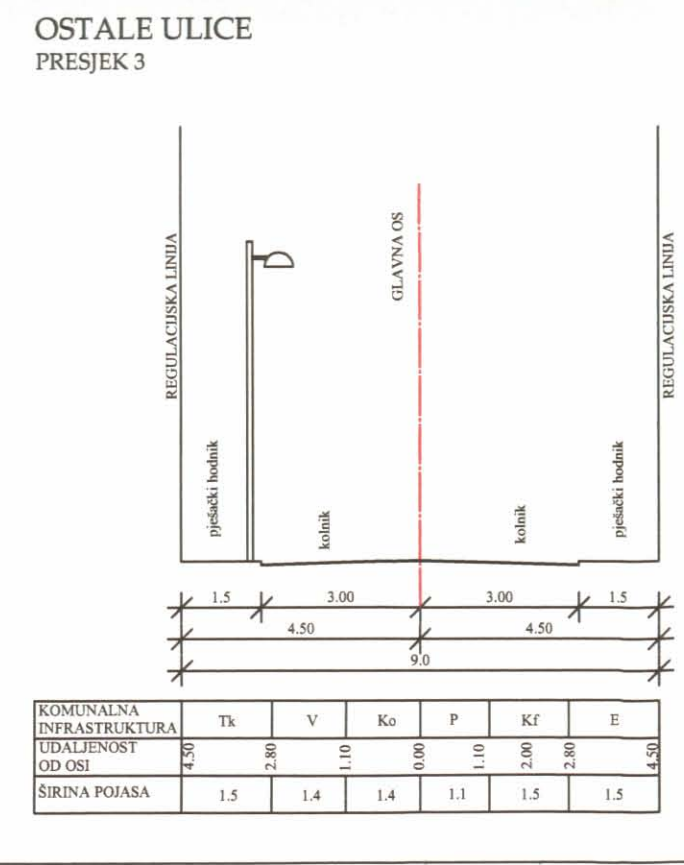 OSTALE ULICE
PRESJEK 3
REGULACIJSKA LINIJA
GLAVNA OS
REGULACIJSKA LINIJA
pješački hodnik
kolnik
kolnik
pješački hodnik
1.5 3.00 3.00 1.5
4.50 4.50
9.0
KOMUNALNA INFRASTRUKTURA Tk V Ko P Kf E
UDALJENOST OD OSI 4.50 2.80 1.10 0.00 1.10 2.00 2.80 4.50
ŠIRINA POJASA 1.5 1.4 1.4 1.1 1.5 1.5